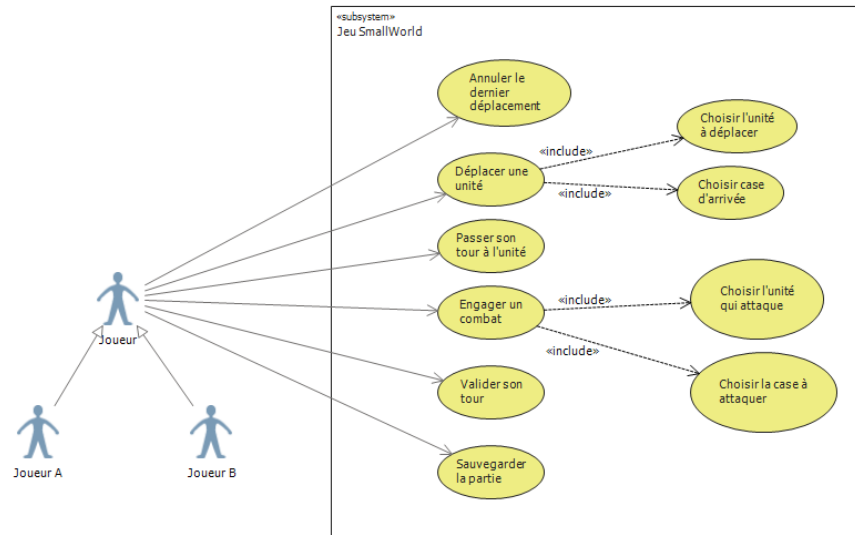 «subsystem»
Jeu SmallWorld
Annuler le
dernier
déplacement
Choisir l'unité
à déplacer
«include»
Déplacer une
unité
«include»
Choisir case
d'arrivée
Passer son
tour à l'unité
Engager un
combat
«include»
Choisir l'unité
qui attaque
«include»
Choisir la case à
attaquer
Joueur
Valider son
tour
Joueur A
Joueur B
Sauvegarder
la partie